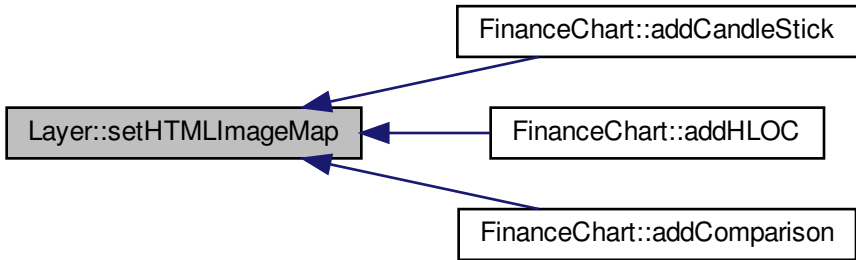 FinanceChart::addCandleStick
Layer::setHTMLImageMap
FinanceChart::addHLOC
FinanceChart::addComparison